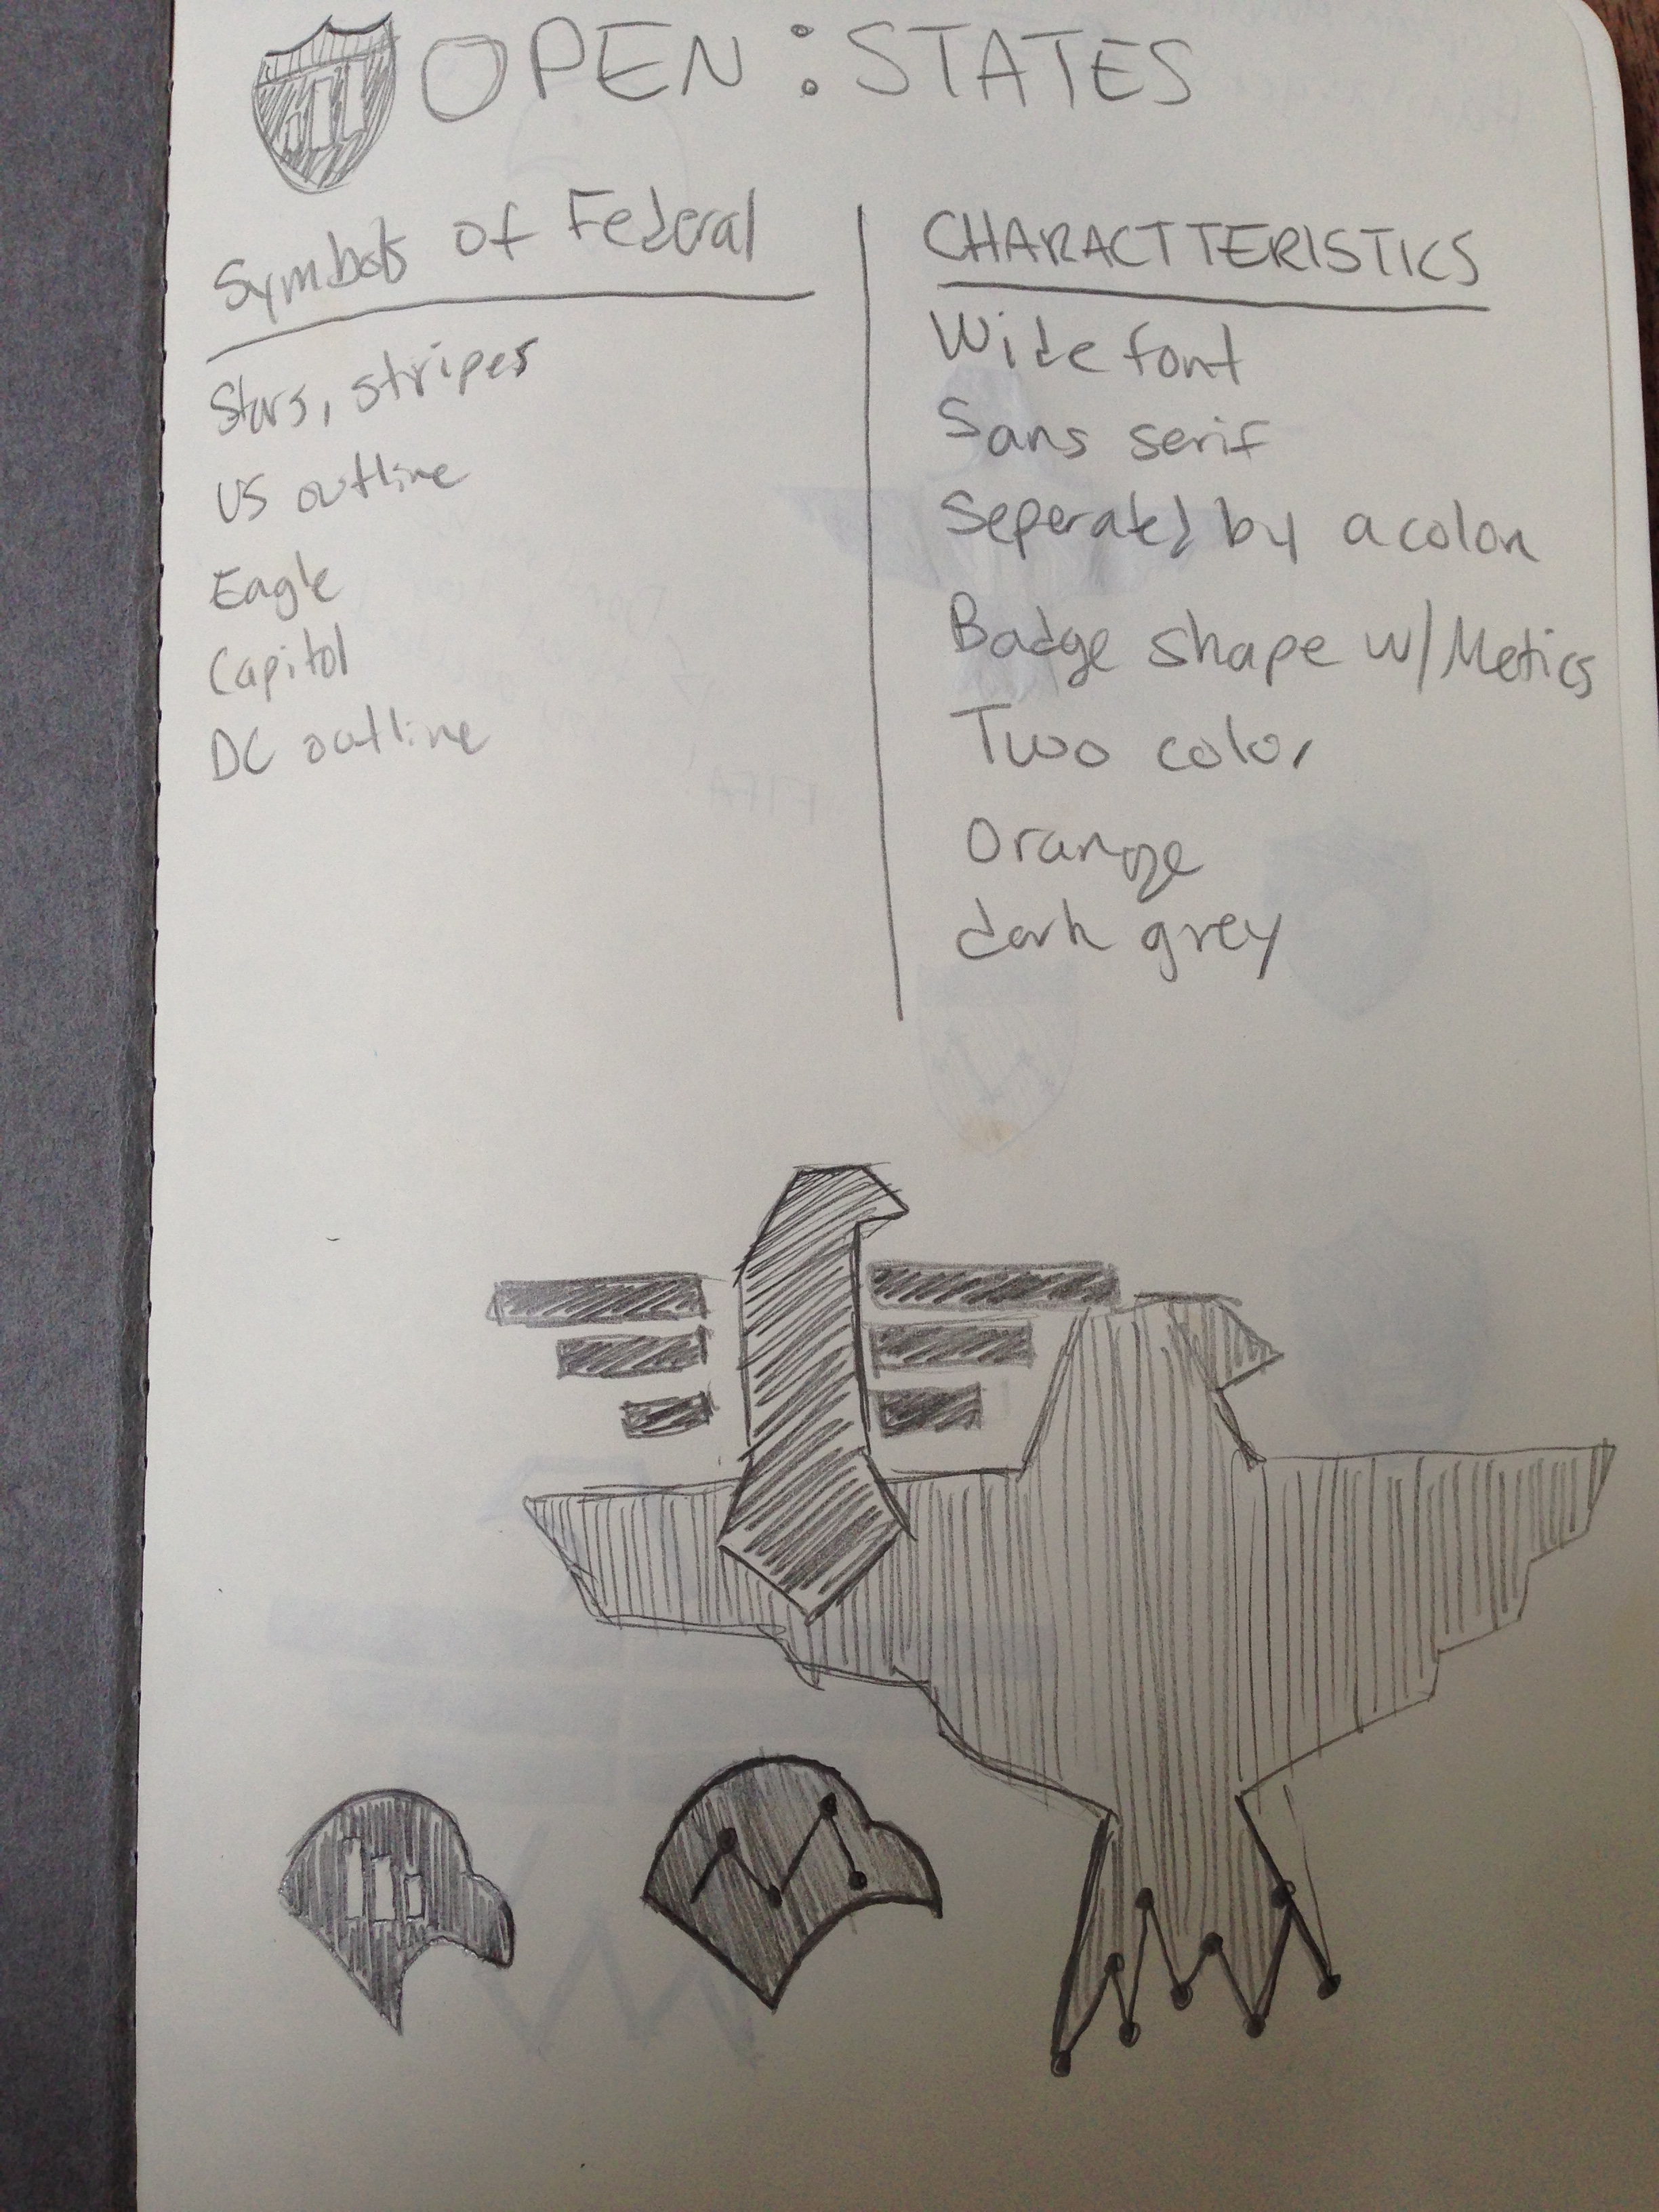 OPEN:STATES
Symbols of Federal
Stars, stripes
US outline
Eagle
Capitol
DC outline
CHARACTTERISTICS
Wide font
Sans serif
Seperated by a colon
Badge shape w/ Metics
Two color
Orange
dark grey